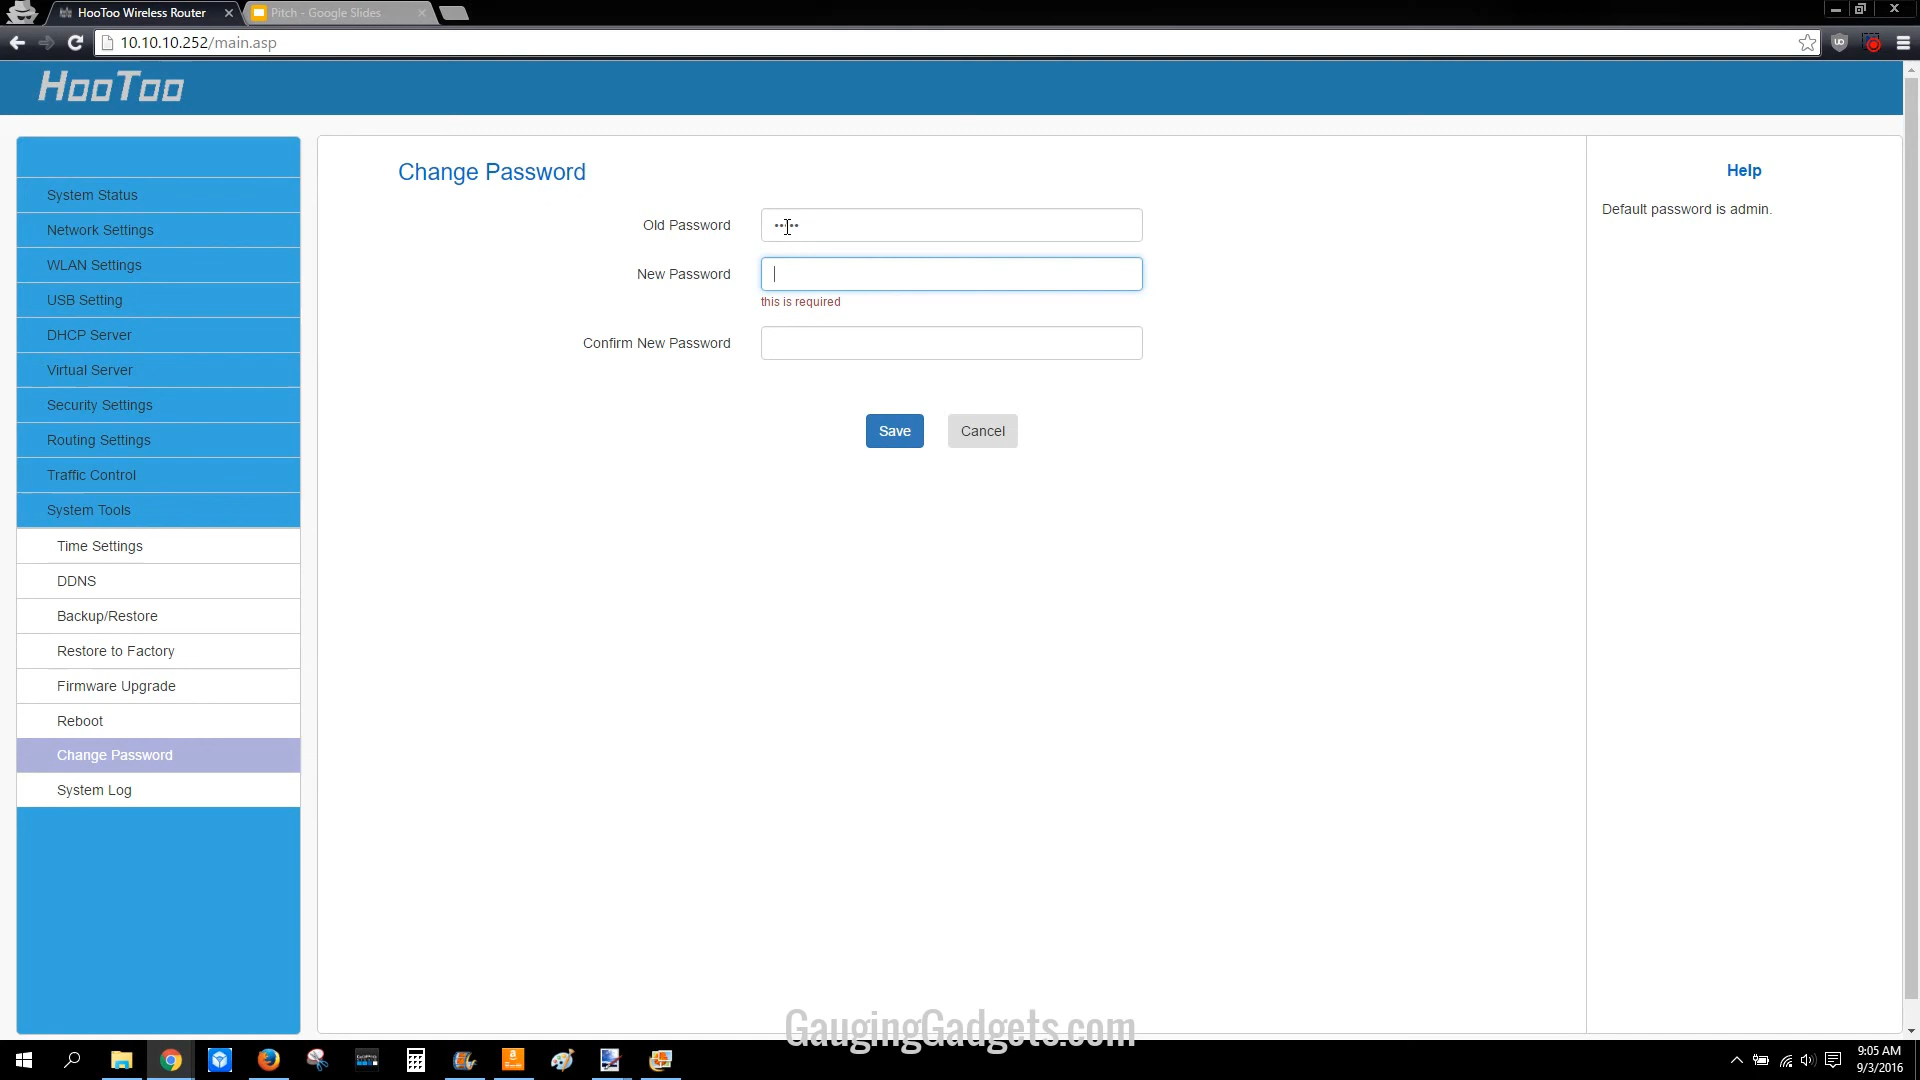 HooToo Wireless Router
Pitch - Google Slides
10.10.10.252/main.asp
HooToo
System Status
Network Settings
WLAN Settings
USB Setting
DHCP Server
Virtual Server
Security Settings
Routing Settings
Traffic Control
System Tools
Time Settings
DDNS
Backup/Restore
Restore to Factory
Firmware Upgrade
Reboot
Change Password
System Log
Change Password
Old Password
New Password
this is required
Confirm New Password
Save
Cancel
Help
Default password is admin.
GaugingGadgets.com
9:05 AM
9/3/2016